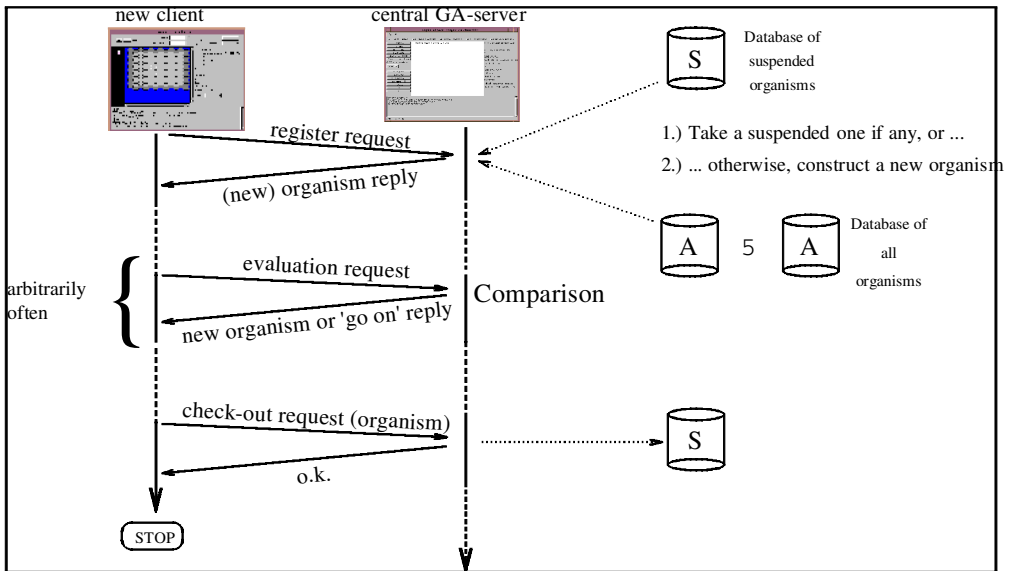 new client
central GA-server
S
Database of
suspended
organisms
1.) Take a suspended one if any, or ...
2.) ... otherwise, construct a new organism
register request
(new) organism reply
A
5
A
Database of
all
organisms
arbitrarily
often
{
evaluation request
Comparison
new organism or 'go on' reply
check-out request (organism)
S
o.k.
STOP